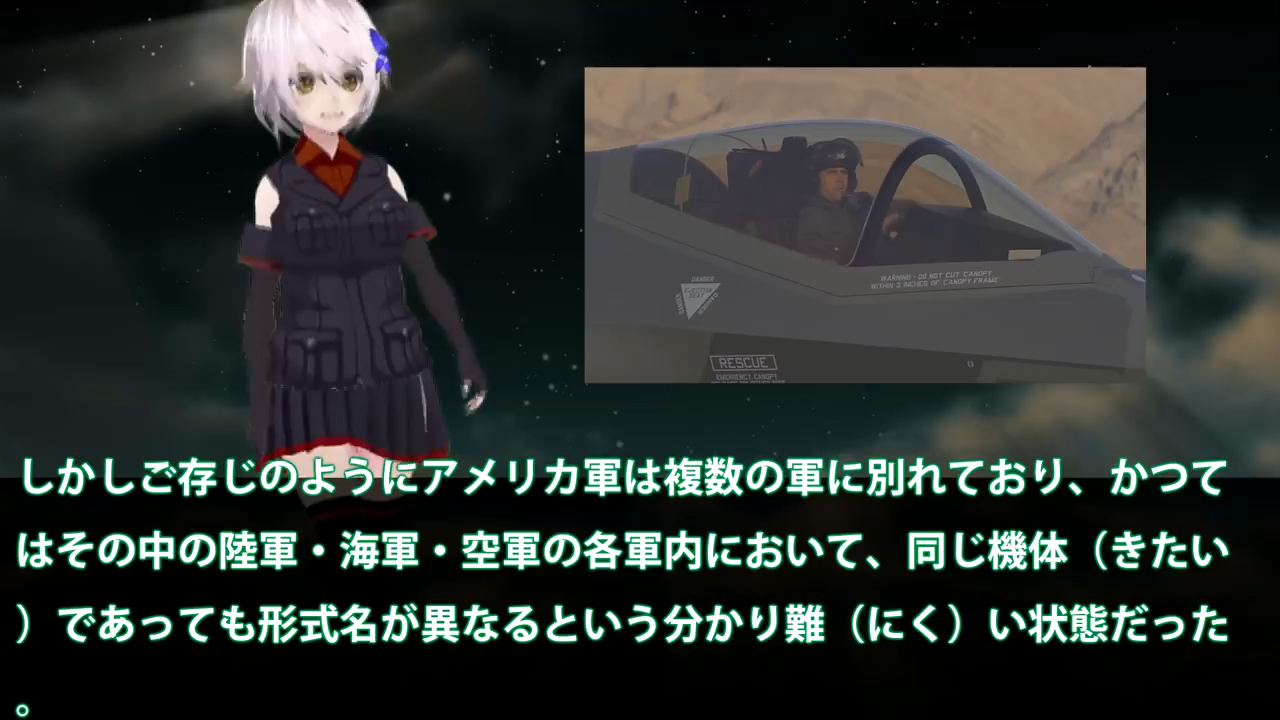 DANGER
EJECTION
SEAT
DANGER
DANGER
WARNING - DO NOT CUT CANOPY
WITHIN 3 INCHES OF CANOPY FRAME
RESCUE
EMERGENCY CANOPY
しかしご存じのようにアメリカ軍は複数の軍に別れており、かつて
はその中の陸軍・海軍・空軍の各軍内において、同じ機体（きたい
）であっても形式名が異なるという分かり難（にく）い状態だった
。